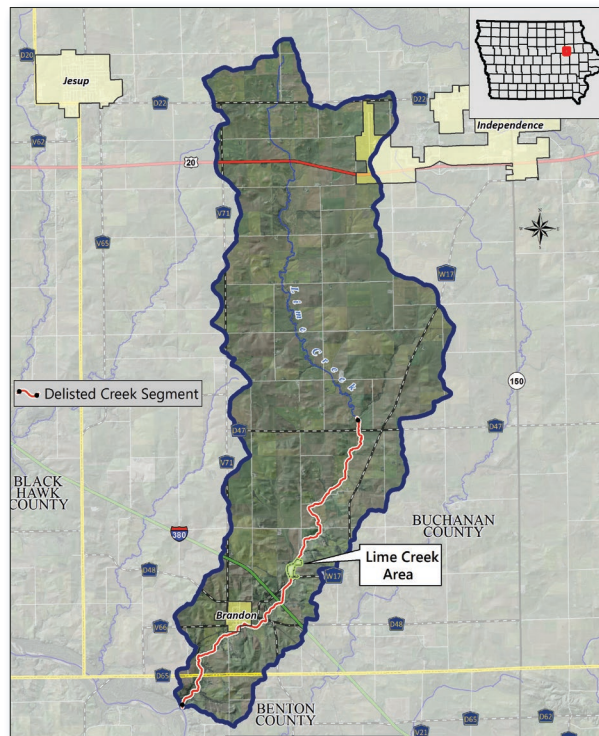 D20
Jesup
D22
D22
Independence
V62
20
V71
V65
W17
Lime Creek
150
Delisted Creek Segment
D47
D47
V71
BLACK
HAWK
COUNTY
380
BUCHANAN
COUNTY
Lime Creek
Area
D48
W17
Brandon
V66
D48
D65
BENTON
COUNTY
D65
D62
V21